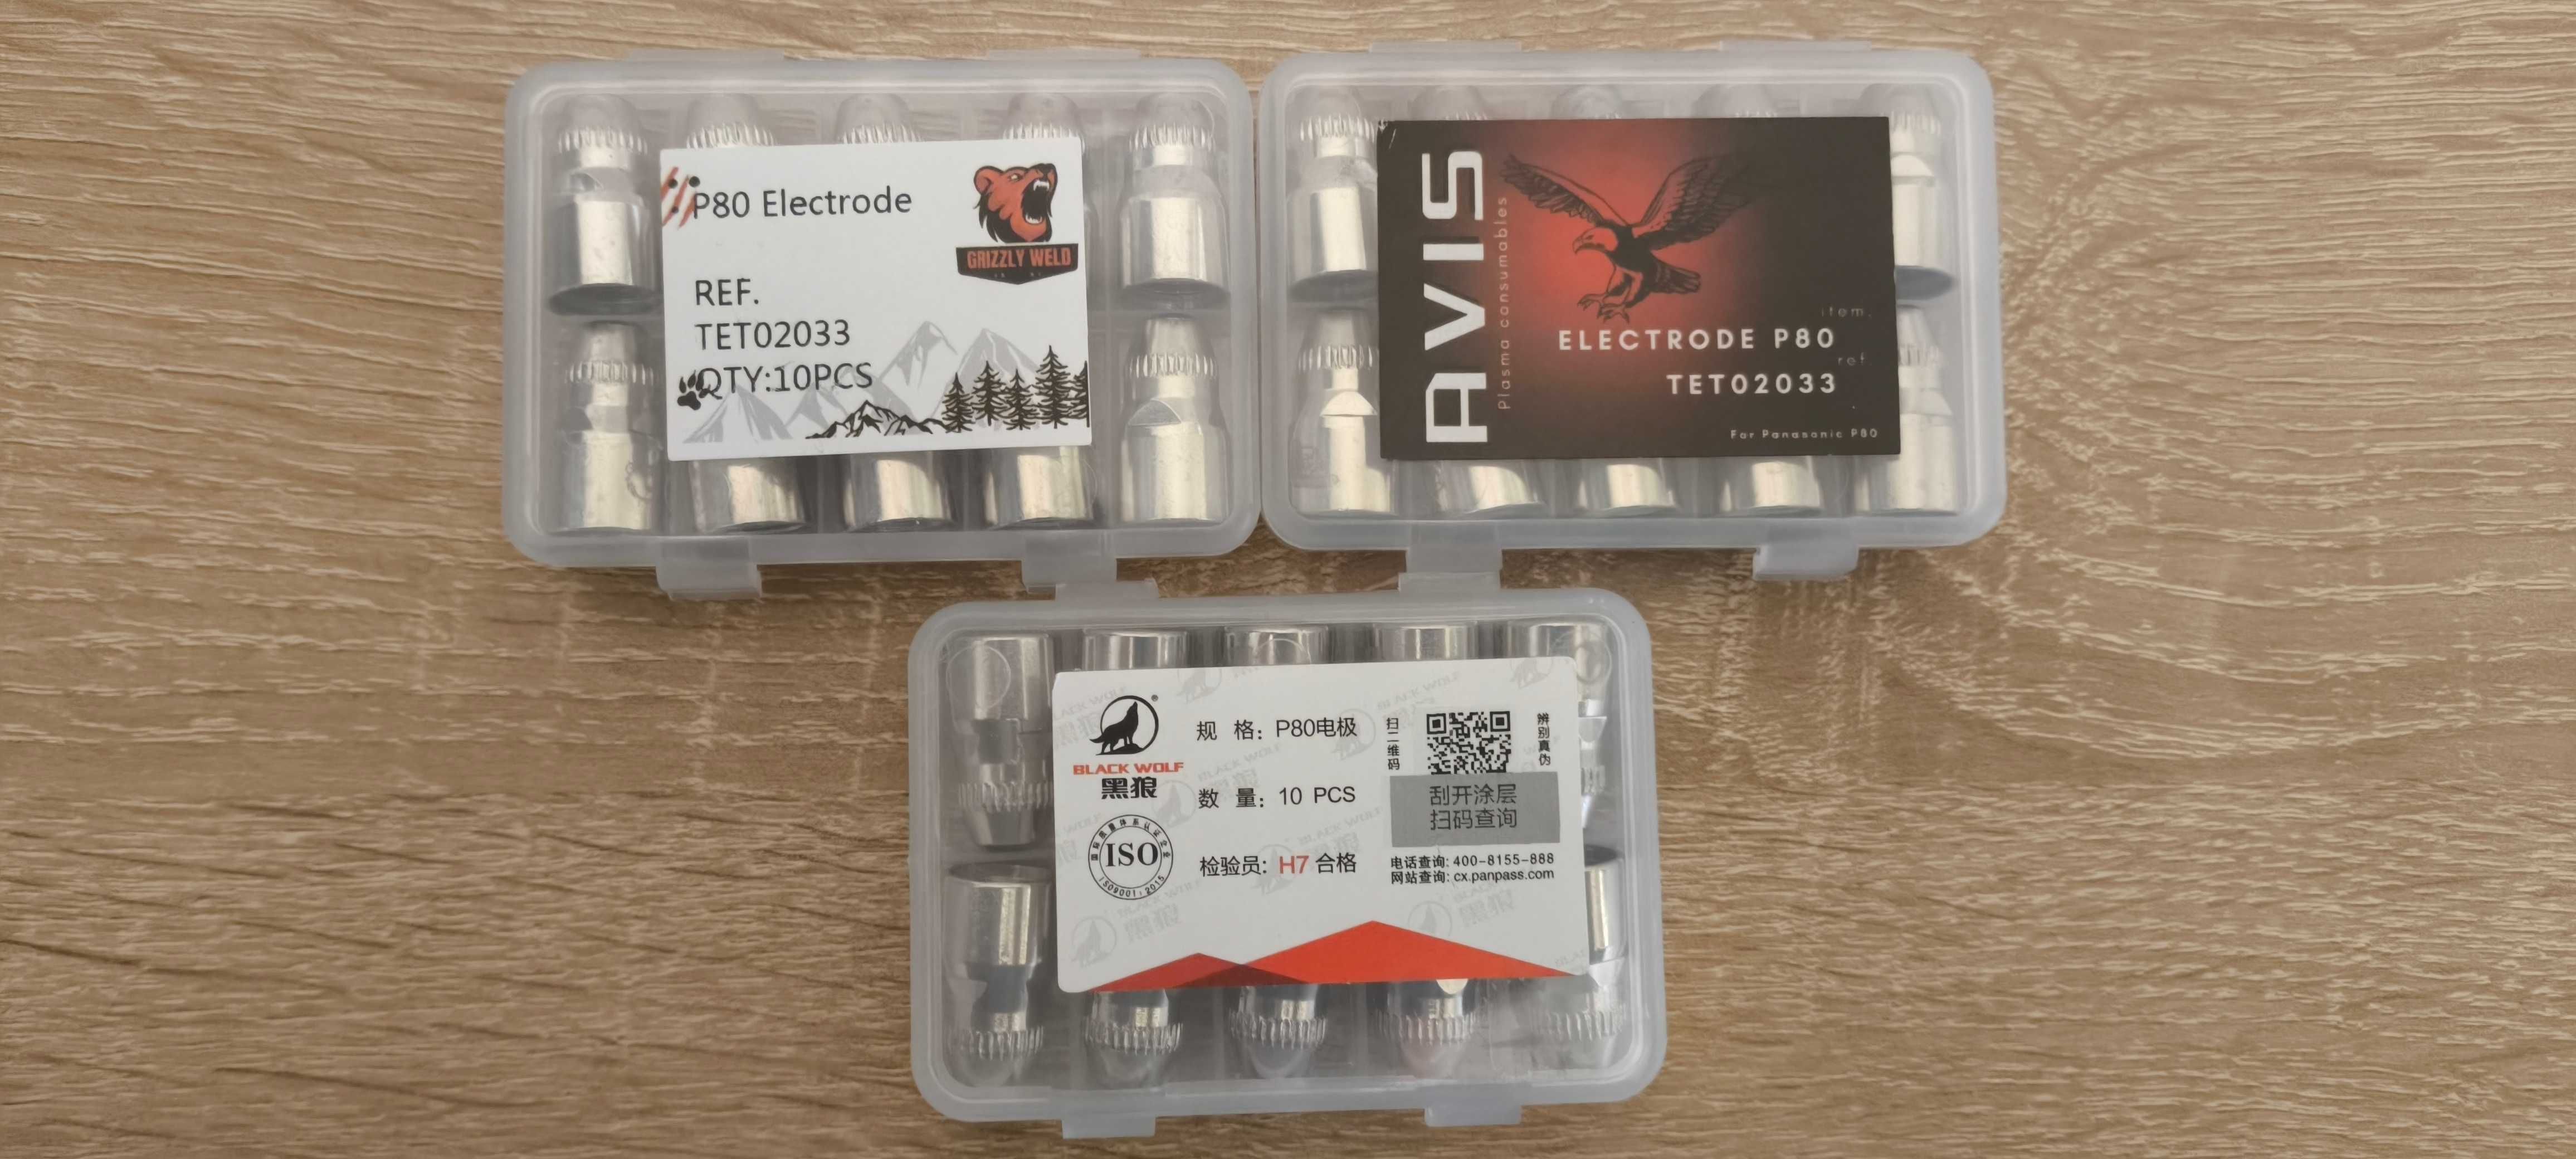 P80 Electrode
GRIZZLY WELD
REF.
TET02033
QTY:10PCS
AVIS
Plasma consumables
item.
ELECTRODE P80
ref.
TET02033
For Panasonic P80
BLACK WOLF
黑狼
ISO
ISO9001:2015
规 格: P80电极
数 量: 10 PCS
检验员: H7 合格
扫二维码
辨别真伪
刮开涂层
扫码查询
电话查询: 400-8155-888
网站查询: cx.panpass.com